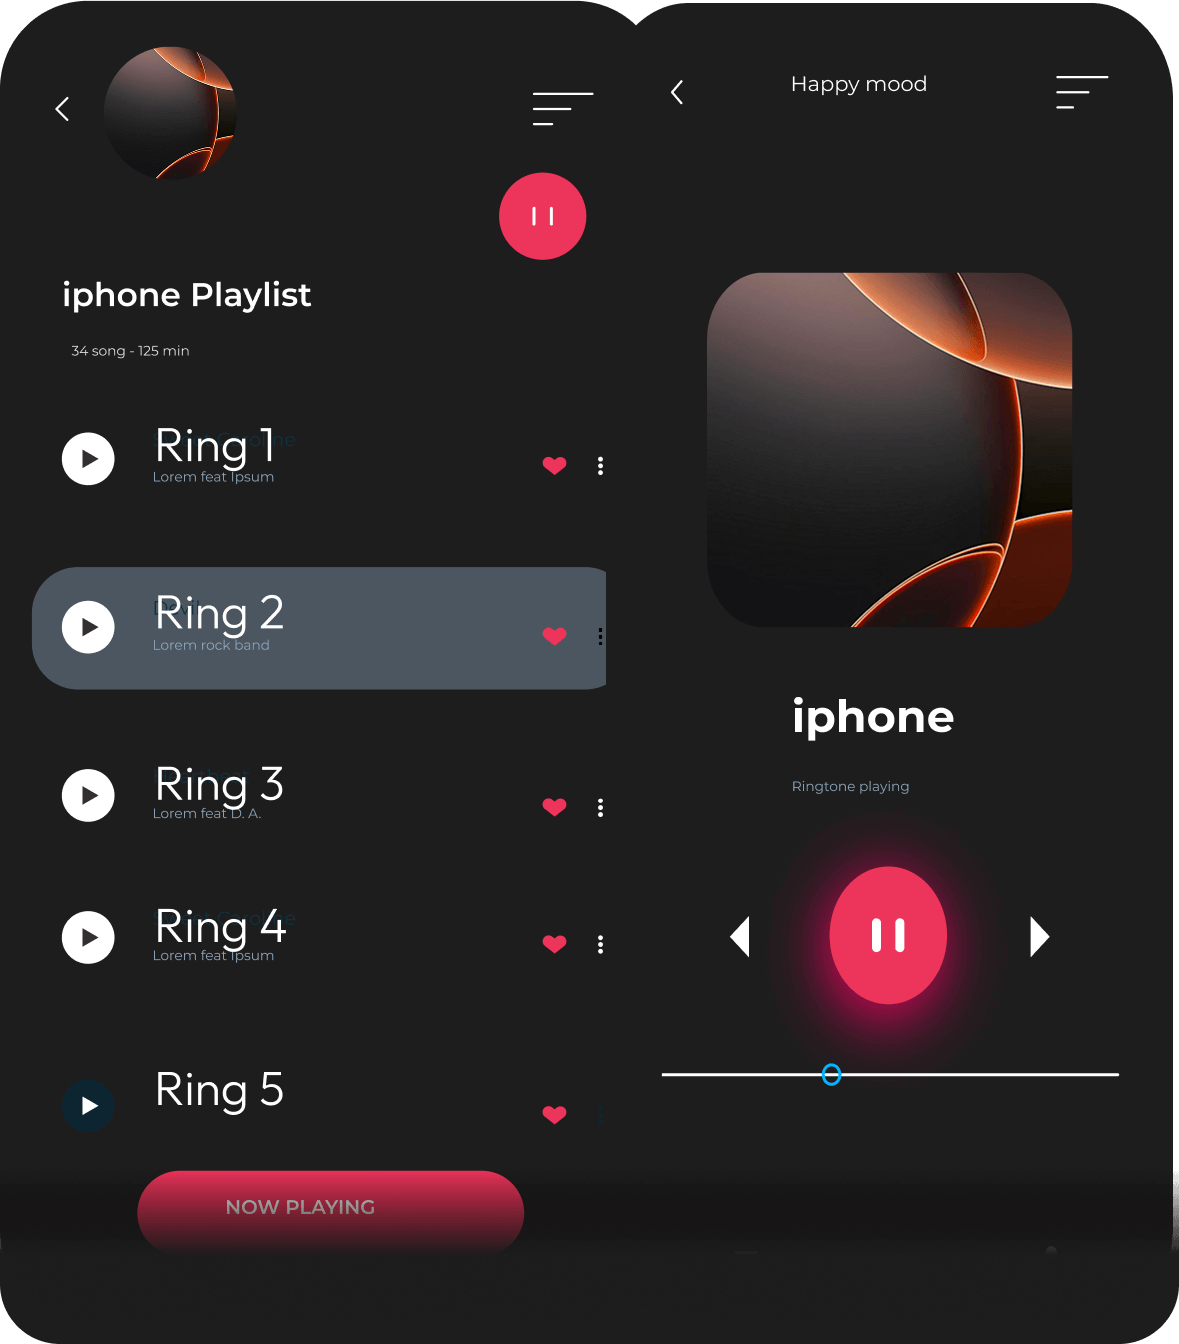 iphone Playlist
34 song - 125 min
Ring 1
Lorem feat Ipsum
Ring 2
Lorem rock band
Ring 3
Lorem feat D. A.
Ring 4
Lorem feat Ipsum
Ring 5
NOW PLAYING
Happy mood
iphone
Ringtone playing